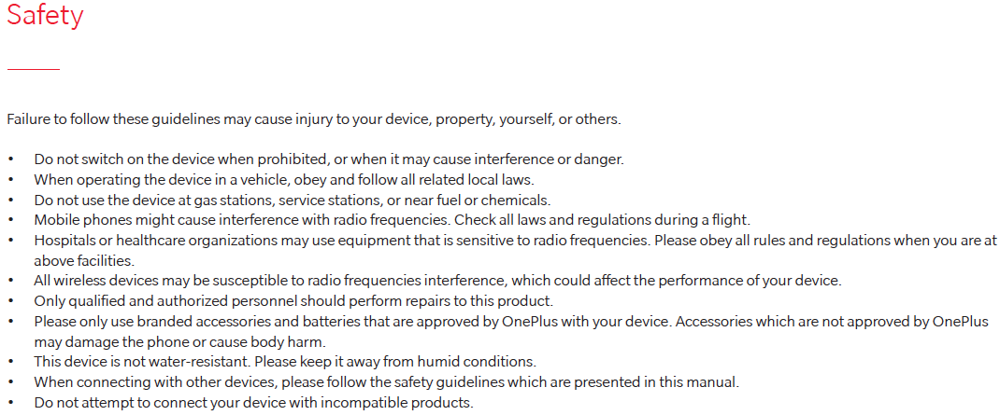 Safety
Failure to follow these guidelines may cause injury to your device, property, yourself, or others.
• Do not switch on the device when prohibited, or when it may cause interference or danger.
• When operating the device in a vehicle, obey and follow all related local laws.
• Do not use the device at gas stations, service stations, or near fuel or chemicals.
• Mobile phones might cause interference with radio frequencies. Check all laws and regulations during a flight.
• Hospitals or healthcare organizations may use equipment that is sensitive to radio frequencies. Please obey all rules and regulations when you are at
above facilities.
• All wireless devices may be susceptible to radio frequencies interference, which could affect the performance of your device.
• Only qualified and authorized personnel should perform repairs to this product.
• Please only use branded accessories and batteries that are approved by OnePlus with your device. Accessories which are not approved by OnePlus
may damage the phone or cause body harm.
• This device is not water-resistant. Please keep it away from humid conditions.
• When connecting with other devices, please follow the safety guidelines which are presented in this manual.
• Do not attempt to connect your device with incompatible products.